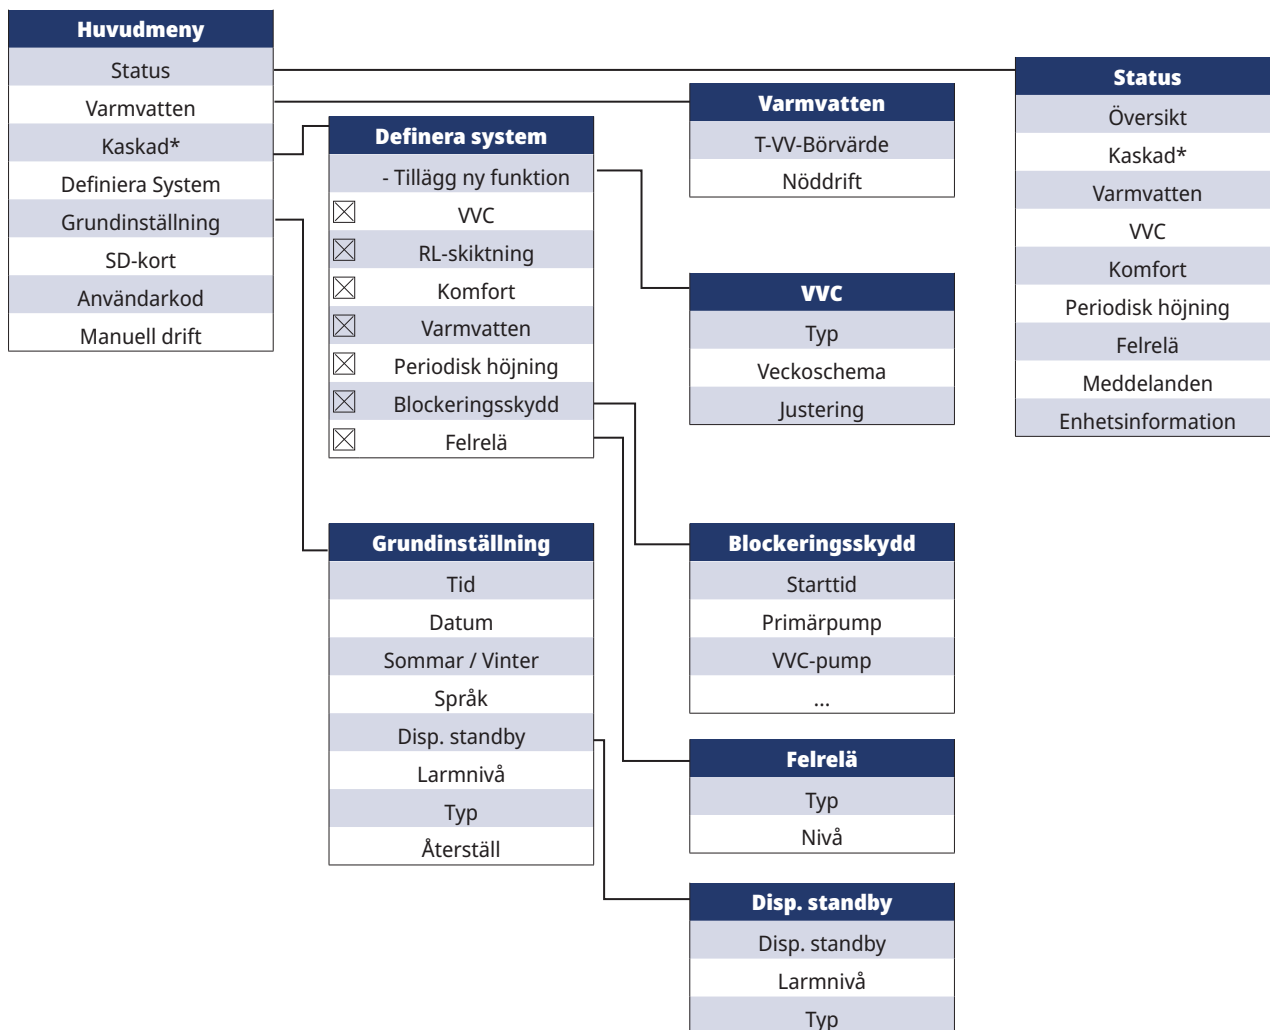 Huvudmeny
Status
Varmvatten
Kaskad*
Definiera System
Grundinställning
SD-kort
Användarkod
Manuell drift
Definera system
- Tillägg ny funktion
VVC
RL-skiktning
Komfort
Varmvatten
Periodisk höjning
Blockeringsskydd
Felrelä
Grundinställning
Tid
Datum
Sommar / Vinter
Språk
Disp. standby
Larmnivå
Typ
Återställ
Varmvatten
T-VV-Börvärde
Nöddrift
VVC
Typ
Veckoschema
Justering
Blockeringsskydd
Starttid
Primärpump
VVC-pump
...
Felrelä
Typ
Nivå
Disp. standby
Disp. standby
Larmnivå
Typ
Status
Översikt
Kaskad*
Varmvatten
VVC
Komfort
Periodisk höjning
Felrelä
Meddelanden
Enhetsinformation